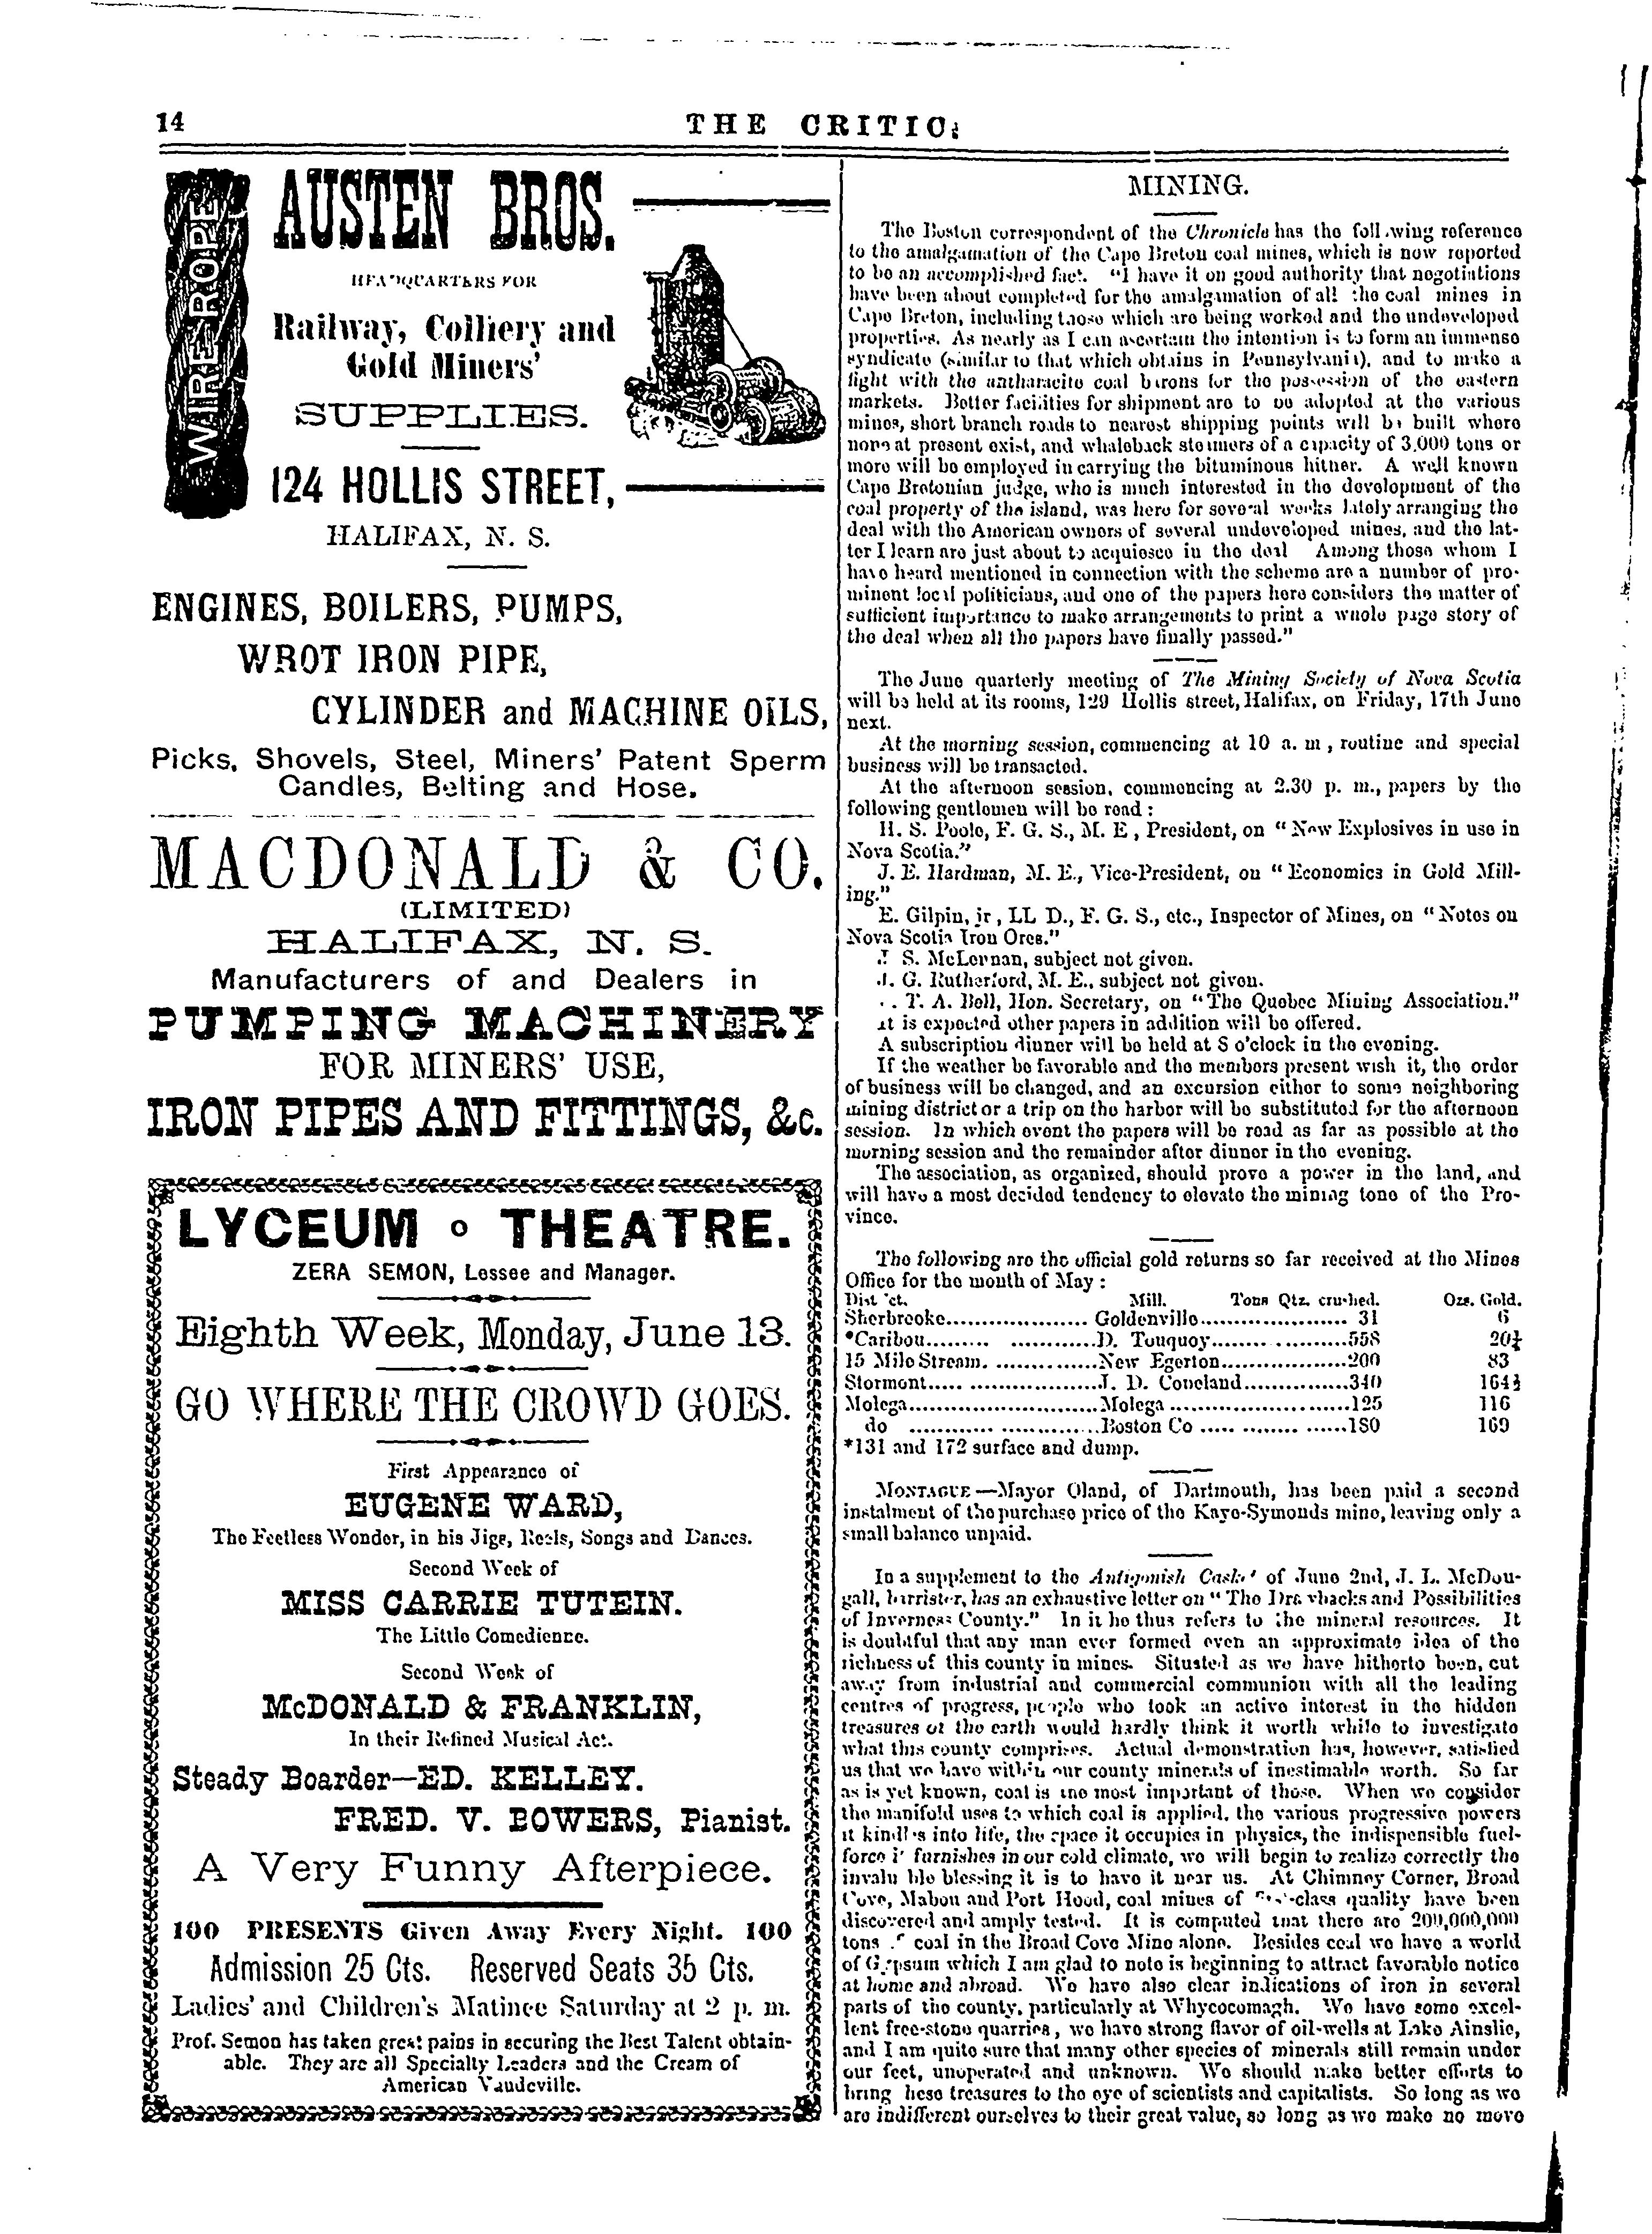 14
THE CRITIC.
WIRE ROPE
AUSTEN BROS.
HEADQUARTERS FOR
Railway, Colliery and
Gold Miners'
SUPPLIES.
124 HOLLIS STREET,
HALIFAX, N. S.
ENGINES, BOILERS, PUMPS,
WROT IRON PIPE,
CYLINDER and MACHINE OILS,
Picks, Shovels, Steel, Miners' Patent Sperm
Candles, Belting and Hose.
MACDONALD & CO.
(LIMITED)
HALIFAX, N. S.
Manufacturers of and Dealers in
PUMPING MACHINERY
FOR MINERS' USE,
IRON PIPES AND FITTINGS, &c.
LYCEUM THEATRE.
ZERA SEMON, Lessee and Manager.
Eighth Week, Monday, June 13.
GO WHERE THE CROWD GOES.
First Appearance of
EUGENE WARD,
The Feetless Wonder, in his Jigs, Reels, Songs and Dances.
Second Week of
MISS CARRIE TUTEIN.
The Little Comedienne.
Second Week of
McDONALD & FRANKLIN,
In their Refined Musical Act.
Steady Boarder—ED. KELLEY.
FRED. V. BOWERS, Pianist.
A Very Funny Afterpiece.
100 PRESENTS Given Away Every Night. 100
Admission 25 Cts. Reserved Seats 35 Cts.
Ladies' and Children's Matinee Saturday at 2 p. m.
Prof. Semon has taken great pains in securing the Best Talent obtain-
able. They are all Specialty Leaders and the Cream of
American Vaudeville.
MINING.
The Boston correspondent of the Chronicle has the following reference
to the amalgamation of the Cape Breton coal mines, which is now reported
to be an accomplished fact. "I have it on good authority that negotiations
have been about completed for the amalgamation of all the coal mines in
Cape Breton, including those which are being worked and the undeveloped
properties. As nearly as I can ascertain the intention is to form an immense
syndicate (similar to that which obtains in Pennsylvania), and to make a
fight with the antharacite coal barons for the possession of the eastern
markets. Better facilities for shipment are to be adopted at the various
mines, short branch roads to nearest shipping points will be built where
none at present exist, and whaleback steamers of a capacity of 3,000 tons or
more will be employed in carrying the bituminous hither. A well known
Cape Bretonian judge, who is much interested in the development of the
coal property of the island, was here for several weeks lately arranging the
deal with the American owners of several undeveloped mines, and the lat-
ter I learn are just about to acquiesce in the deal Among those whom I
have heard mentioned in connection with the scheme are a number of pro-
minent local politicians, and one of the papers here considers the matter of
sufficient importance to make arrangements to print a whole page story of
the deal when all the papers have finally passed."
The June quarterly meeting of The Mining Society of Nova Scotia
will be held at its rooms, 129 Hollis street, Halifax, on Friday, 17th June
next.
At the morning session, commencing at 10 a. m, routine and special
business will be transacted.
At the afternoon session, commencing at 2.30 p. m., papers by the
following gentlemen will be read:
H. S. Poole, F. G. S., M. E, President, on "New Explosives in use in
Nova Scotia."
J. E. Hardman, M. E., Vice-President, on "Economics in Gold Mill-
ing."
E. Gilpin, jr, LL D., F. G. S., etc., Inspector of Mines, on "Notes on
Nova Scotia Iron Ores."
J S. McLennan, subject not given.
J. G. Rutherford, M. E., subject not given.
T. A. Bell, Hon. Secretary, on "The Quebec Mining Association."
It is expected other papers in addition will be offered.
A subscription dinner will be held at 8 o'clock in the evening.
If the weather be favorable and the members present wish it, the order
of business will be changed, and an excursion either to some neighboring
mining district or a trip on the harbor will be substituted for the afternoon
session. In which event the papers will be read as far as possible at the
morning session and the remainder after dinner in the evening.
The association, as organized, should prove a power in the land, and
will have a most decided tendency to elevate the mining tone of the Pro-
vince.
The following are the official gold returns so far received at the Mines
Office for the month of May:
District. Mill. Tons Qtz. crushed. Ozs. Gold.
Sherbrooke.................. Goldenville..................... 31 6
*Caribou......... ............D. Touquoy......................558 20¼
15 Mile Stream. ..............New Egerton..................200 83
Stormont..... ..................J. D. Copeland...............340 164½
Molega...........................Molega ..........................125 116
do ............ ..............Boston Co ..... ........ ......180 169
*131 and 172 surface and dump.
MONTAGUE—Mayor Oland, of Dartmouth, has been paid a second
instalment of the purchase price of the Kaye-Symonds mine, leaving only a
small balance unpaid.
In a supplement to the Antigonish Casket of June 2nd, J. L. McDou-
gall, barrister, has an exhaustive letter on "The Drawbacks and Possibilities
of Inverness County." In it he thus refers to the mineral resources. It
is doubtful that any man ever formed even an approximate idea of the
richness of this county in mines. Situated as we have hitherto been, cut
away from industrial and commercial communion with all the leading
centres of progress, people who took an active interest in the hidden
treasures of the earth would hardly think it worth while to investigate
what this county comprises. Actual demonstration has, however, satisfied
us that we have within our county minerals of inestimable worth. So far
as is yet known, coal is the most important of those. When we consider
the manifold uses to which coal is applied, the various progressive powers
it kindles into life, the space it occupies in physics, the indispensible fuel-
force it furnishes in our cold climate, we will begin to realize correctly the
invaluable blessing it is to have it near us. At Chimney Corner, Broad
Cove, Mabou and Port Hood, coal mines of first-class quality have been
discovered and amply tested. It is computed that there are 200,000,000
tons of coal in the Broad Cove Mine alone. Besides coal we have a world
of Gypsum which I am glad to note is beginning to attract favorable notice
at home and abroad. We have also clear indications of iron in several
parts of the county, particularly at Whycocomagh. We have some excel-
lent free-stone quarries, we have strong flavor of oil-wells at Lake Ainslie,
and I am quite sure that many other species of minerals still remain under
our feet, unoperated and unknown. We should make better efforts to
bring hese treasures to the eye of scientists and capitalists. So long as we
are indifferent ourselves to their great value, so long as we make no move